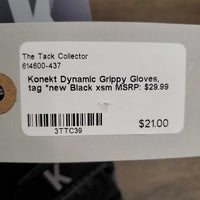 The Tack Collector
614600-437
Konekt Dynamic Grippy Gloves,
tag *new Black xsm MSRP: $29.99
3TTC39
$21.00
K